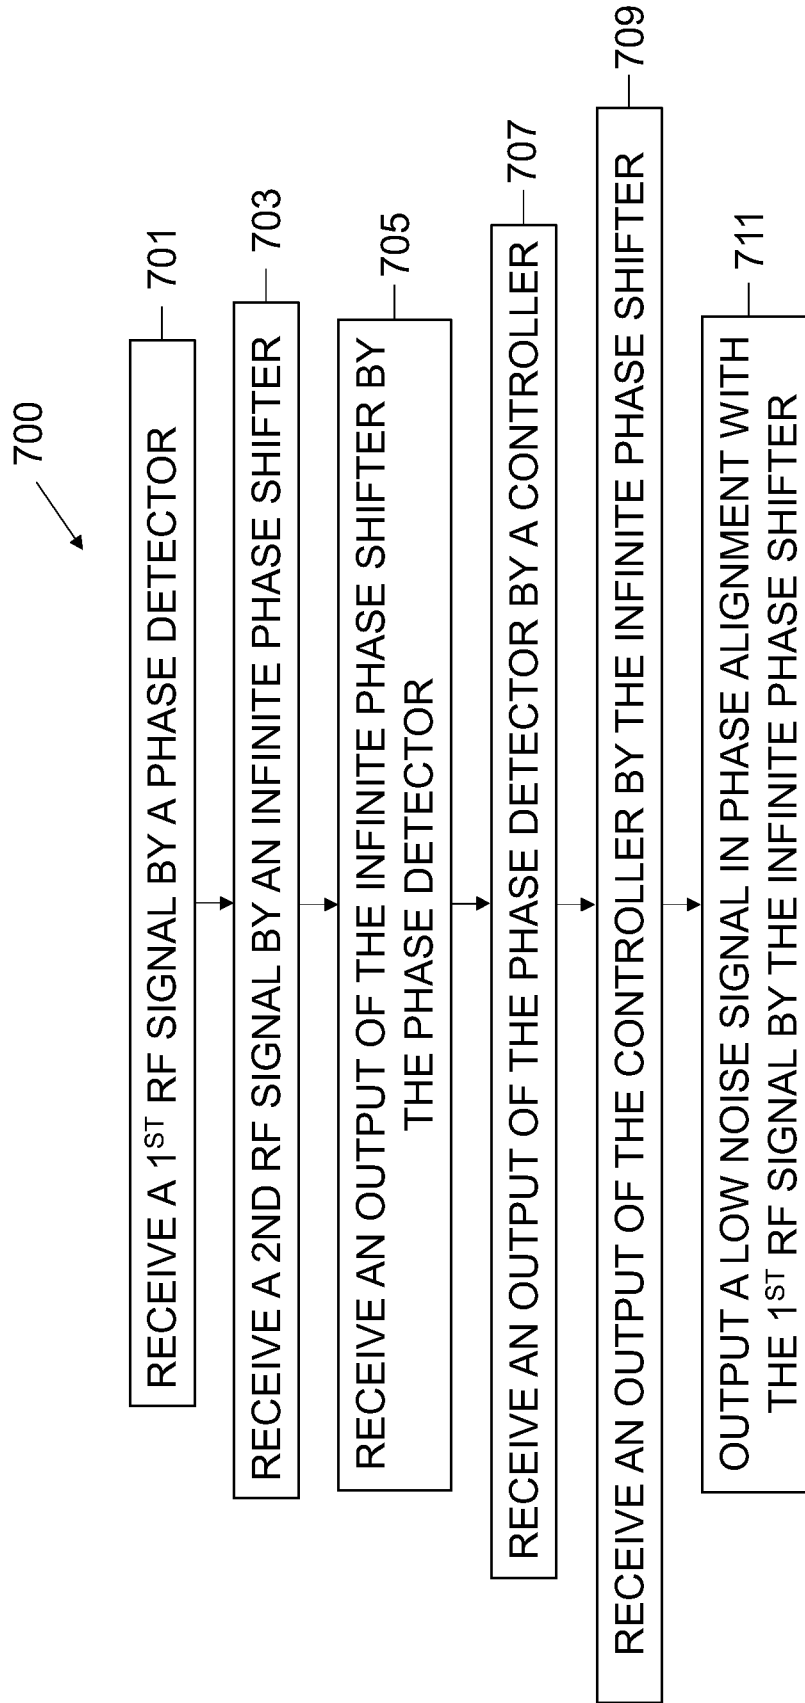 700
RECEIVE A 1ST RF SIGNAL BY A PHASE DETECTOR
701
RECEIVE A 2ND RF SIGNAL BY AN INFINITE PHASE SHIFTER
703
RECEIVE AN OUTPUT OF THE INFINITE PHASE SHIFTER BY
THE PHASE DETECTOR
705
RECEIVE AN OUTPUT OF THE PHASE DETECTOR BY A CONTROLLER
707
RECEIVE AN OUTPUT OF THE CONTROLLER BY THE INFINITE PHASE SHIFTER
709
OUTPUT A LOW NOISE SIGNAL IN PHASE ALIGNMENT WITH
THE 1ST RF SIGNAL BY THE INFINITE PHASE SHIFTER
711